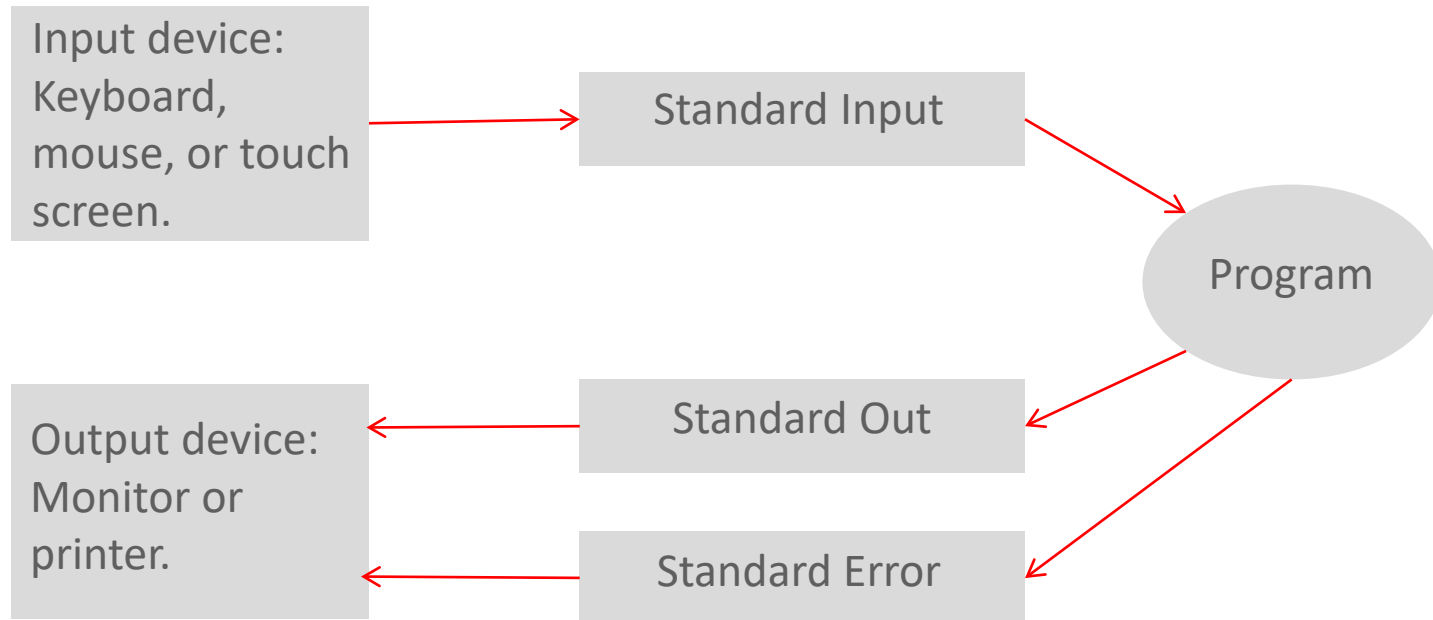 Input device:
Keyboard,
mouse, or touch
screen.
Standard Input
Program
Standard Out
Output device:
Monitor or
printer.
Standard Error